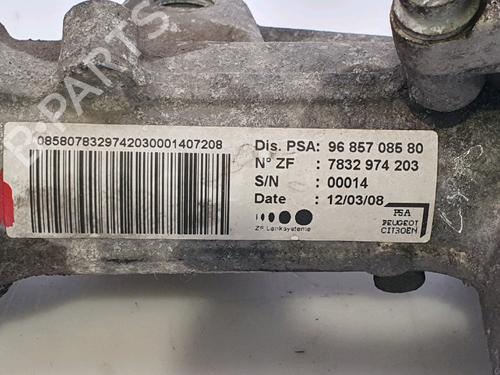 B-PARTS
0858078329742030001407208
Dis. PSA: 96 857 085 80
N° ZF : 7832 974 203
S/N : 00014
Date : 12/03/08
ZF Lenksysteme
PSA
PEUGEOT
CITROËN